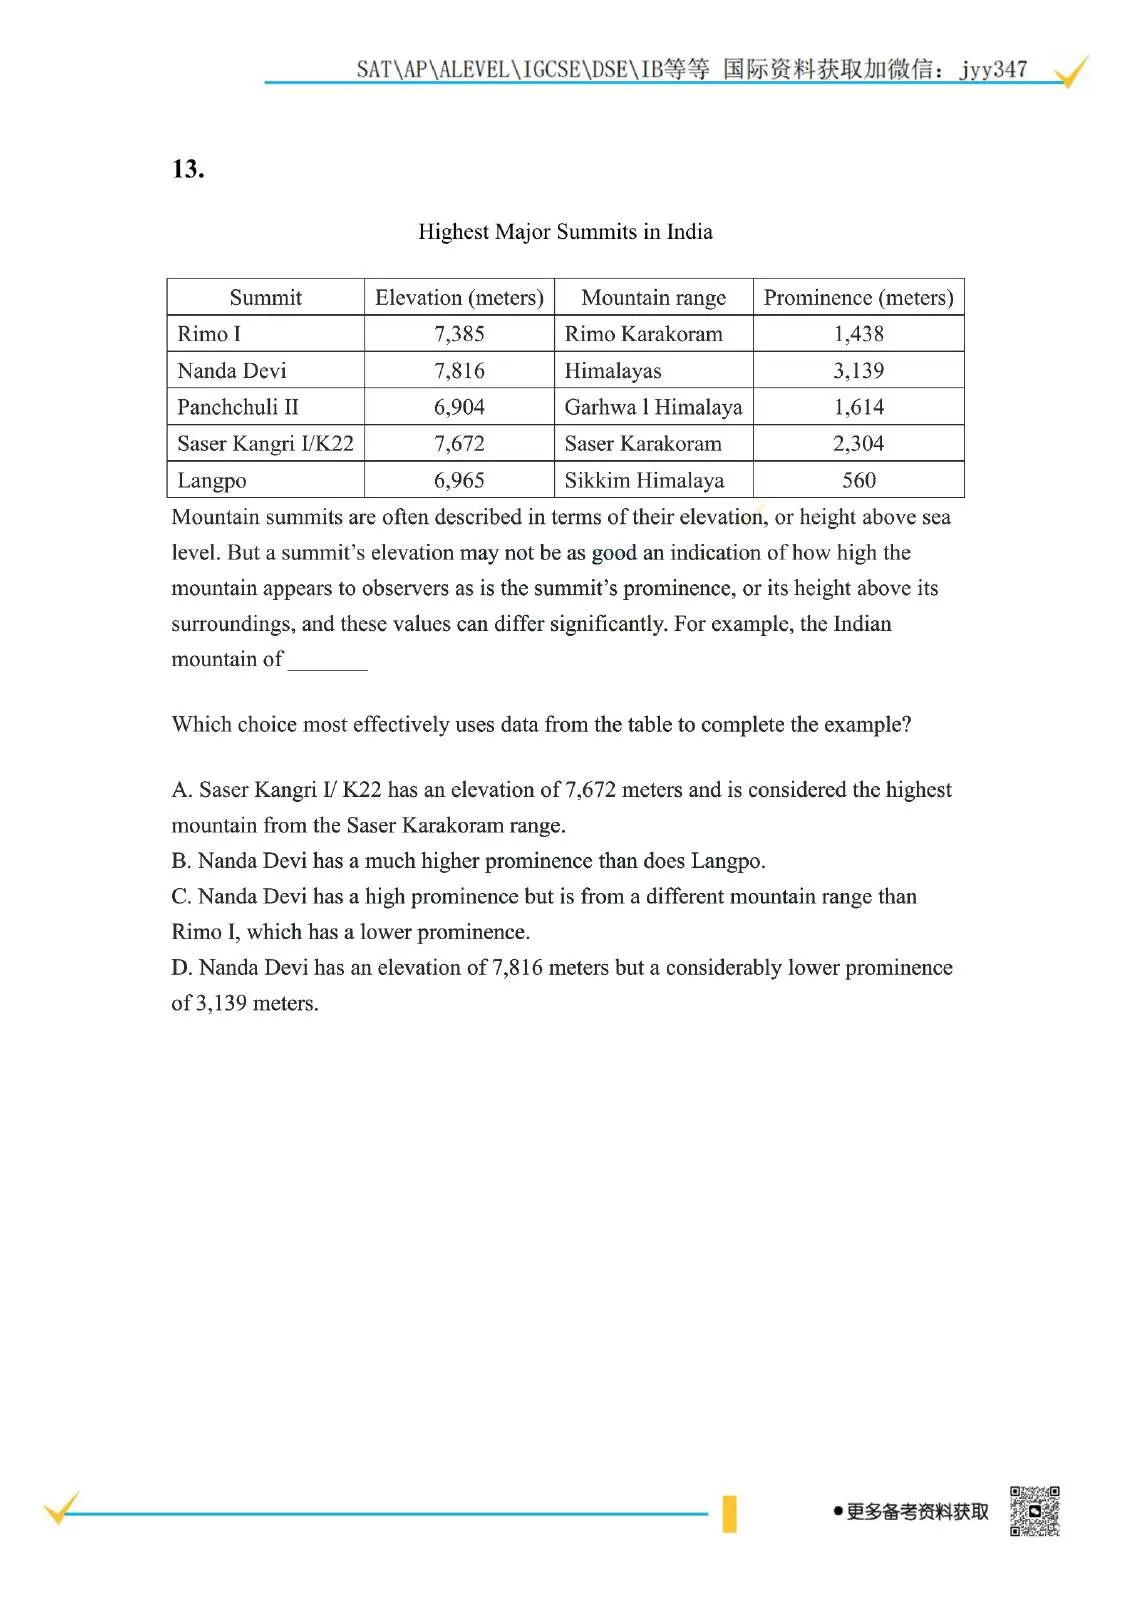 SAT\AP\ALEVEL\IGCSE\DSE\IB等等 国际资料获取加微信：jyy347
13.
Highest Major Summits in India
Summit Elevation (meters) Mountain range Prominence (meters)
Rimo I 7,385 Rimo Karakoram 1,438
Nanda Devi 7,816 Himalayas 3,139
Panchchuli II 6,904 Garhwa l Himalaya 1,614
Saser Kangri I/K22 7,672 Saser Karakoram 2,304
Langpo 6,965 Sikkim Himalaya 560
Mountain summits are often described in terms of their elevation, or height above sea
level. But a summit's elevation may not be as good an indication of how high the
mountain appears to observers as is the summit's prominence, or its height above its
surroundings, and these values can differ significantly. For example, the Indian
mountain of _______
Which choice most effectively uses data from the table to complete the example?
A. Saser Kangri I/ K22 has an elevation of 7,672 meters and is considered the highest
mountain from the Saser Karakoram range.
B. Nanda Devi has a much higher prominence than does Langpo.
C. Nanda Devi has a high prominence but is from a different mountain range than
Rimo I, which has a lower prominence.
D. Nanda Devi has an elevation of 7,816 meters but a considerably lower prominence
of 3,139 meters.
●更多备考资料获取